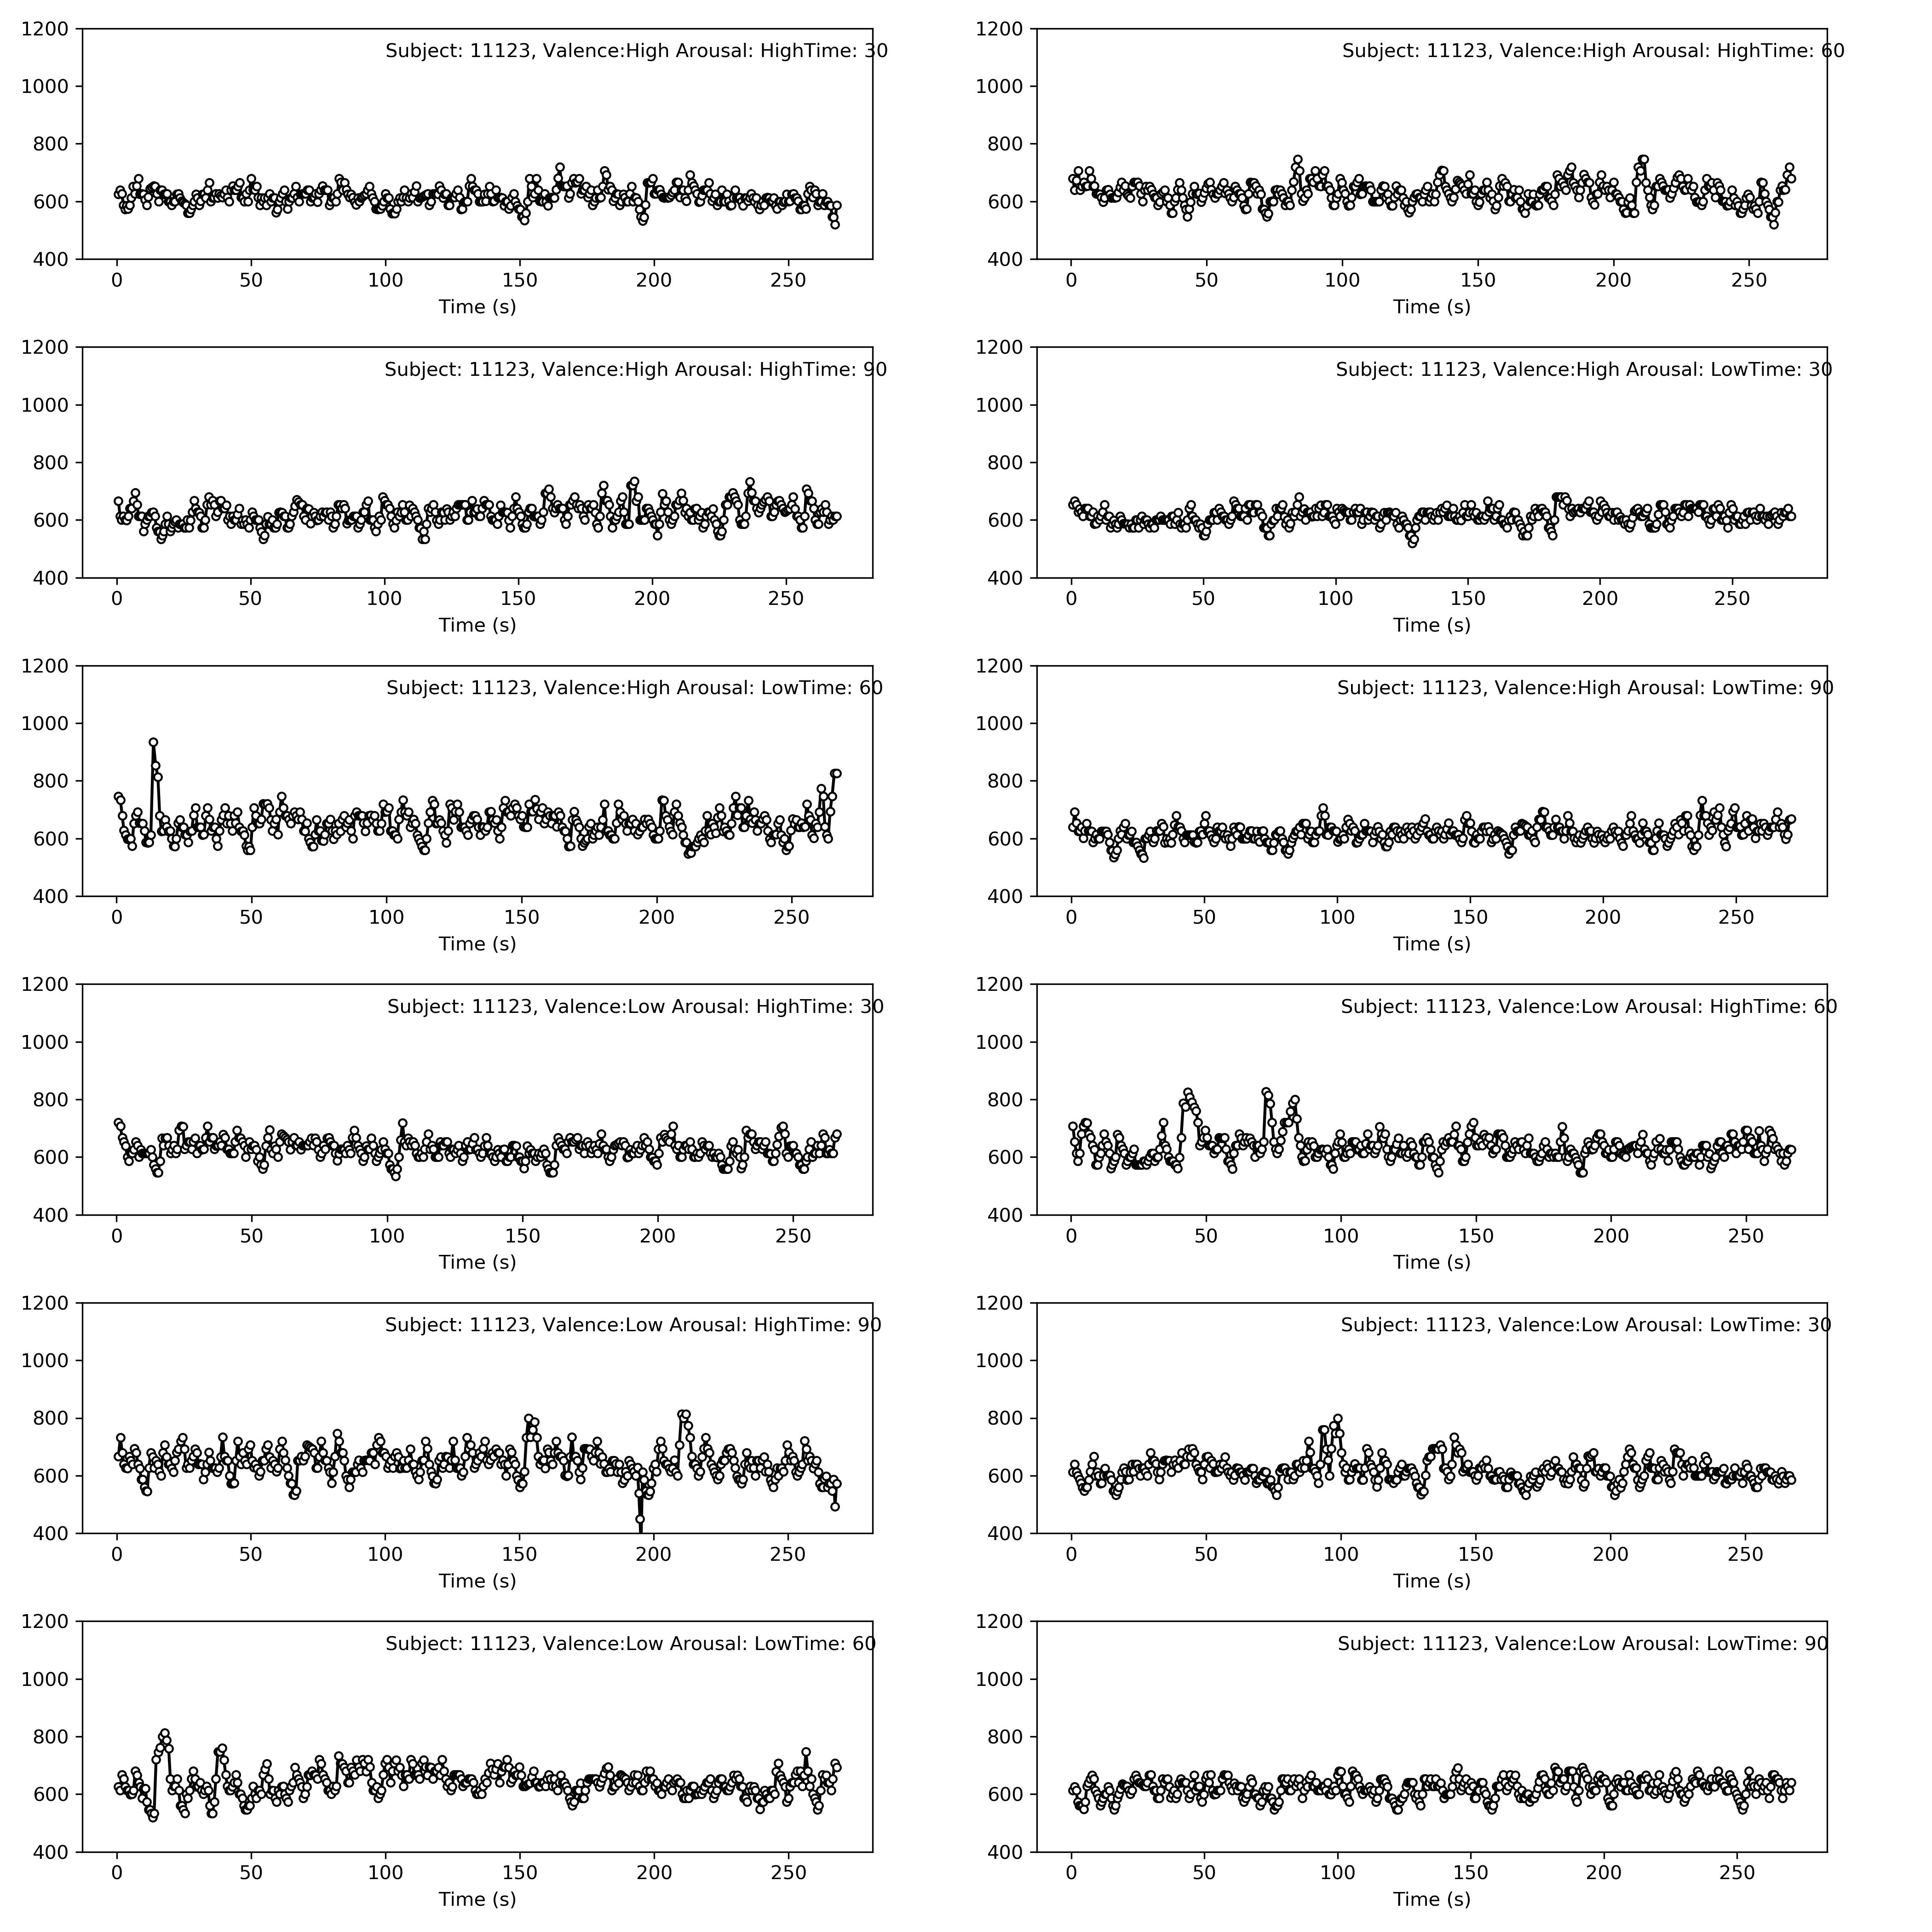 Subject: 11123, Valence:High Arousal: HighTime: 30
1200
1000
800
600
400
0 50 100 150 200 250
Time (s)
Subject: 11123, Valence:High Arousal: HighTime: 60
1200
1000
800
600
400
0 50 100 150 200 250
Time (s)
Subject: 11123, Valence:High Arousal: HighTime: 90
1200
1000
800
600
400
0 50 100 150 200 250
Time (s)
Subject: 11123, Valence:High Arousal: LowTime: 30
1200
1000
800
600
400
0 50 100 150 200 250
Time (s)
Subject: 11123, Valence:High Arousal: LowTime: 60
1200
1000
800
600
400
0 50 100 150 200 250
Time (s)
Subject: 11123, Valence:High Arousal: LowTime: 90
1200
1000
800
600
400
0 50 100 150 200 250
Time (s)
Subject: 11123, Valence:Low Arousal: HighTime: 30
1200
1000
800
600
400
0 50 100 150 200 250
Time (s)
Subject: 11123, Valence:Low Arousal: HighTime: 60
1200
1000
800
600
400
0 50 100 150 200 250
Time (s)
Subject: 11123, Valence:Low Arousal: HighTime: 90
1200
1000
800
600
400
0 50 100 150 200 250
Time (s)
Subject: 11123, Valence:Low Arousal: LowTime: 30
1200
1000
800
600
400
0 50 100 150 200 250
Time (s)
Subject: 11123, Valence:Low Arousal: LowTime: 60
1200
1000
800
600
400
0 50 100 150 200 250
Time (s)
Subject: 11123, Valence:Low Arousal: LowTime: 90
1200
1000
800
600
400
0 50 100 150 200 250
Time (s)